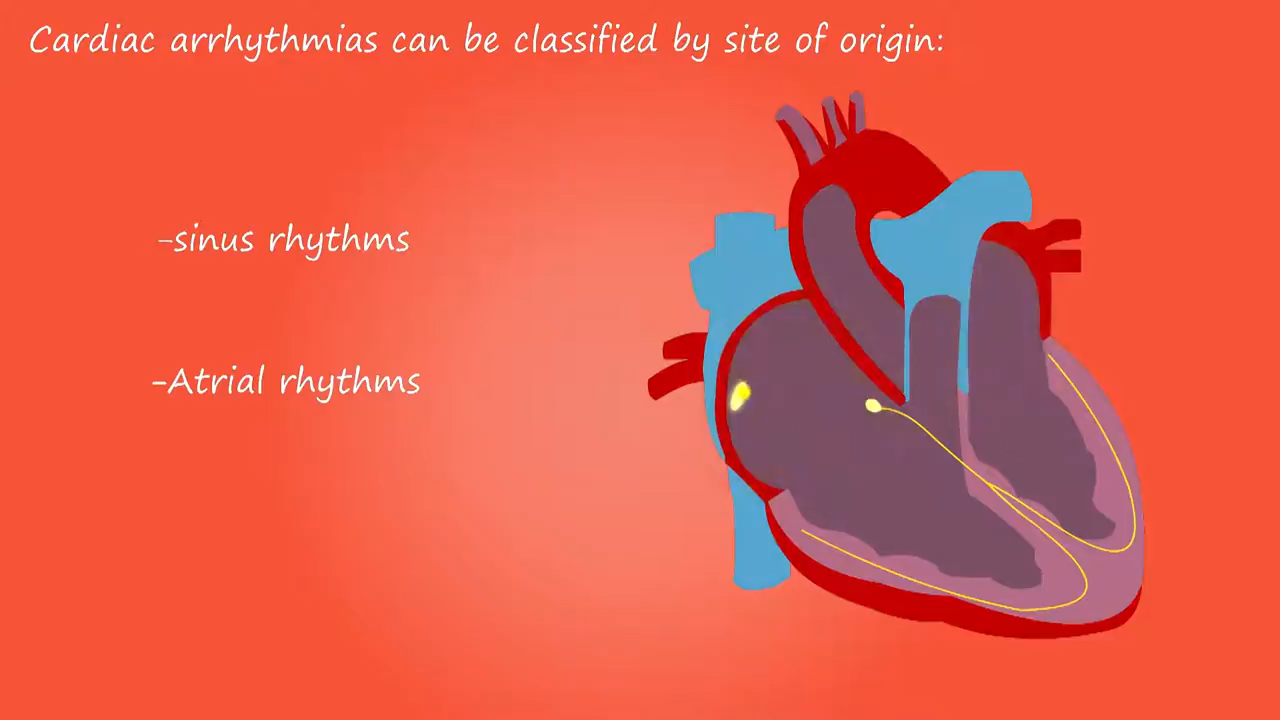 Cardiac arrhythmias can be classified by site of origin:
-sinus rhythms
-Atrial rhythms